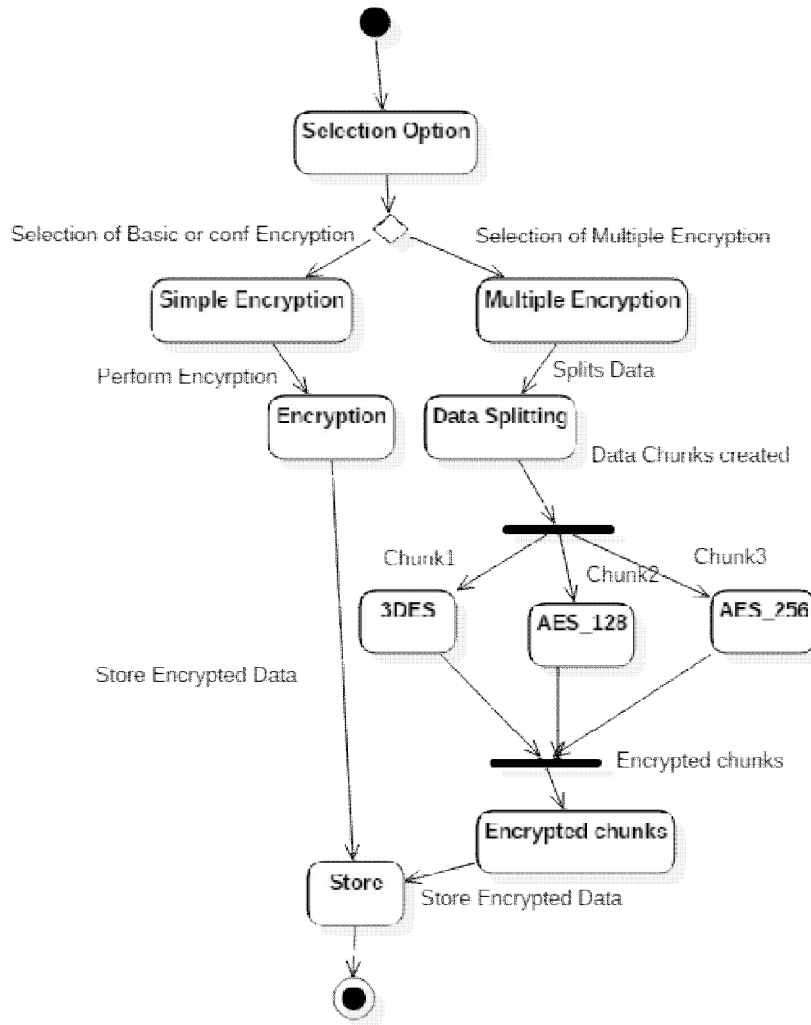 Selection Option
Selection of Basic or conf Encryption
Selection of Multiple Encryption
Simple Encryption
Multiple Encryption
Perform Encyrption
Splits Data
Encryption
Data Splitting
Data Chunks created
Chunk1
Chunk2
Chunk3
3DES
AES_128
AES_256
Store Encrypted Data
Encrypted chunks
Encrypted chunks
Store
Store Encrypted Data